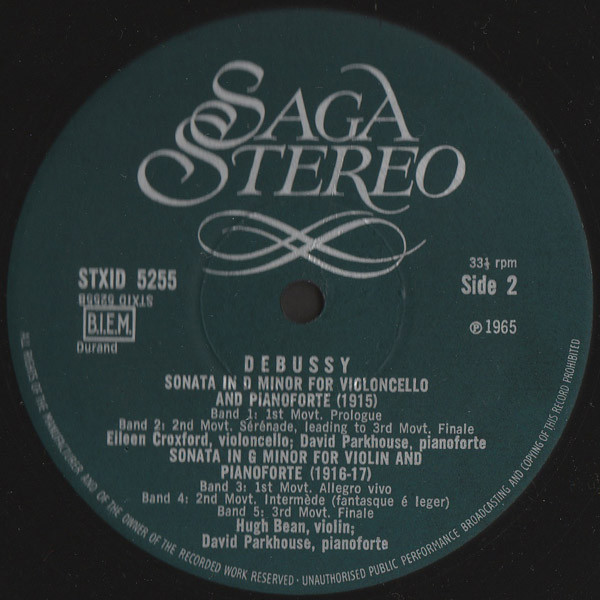 SAGA
STEREO
STXID 5255
STXID 5255B
B.I.E.M.
Durand
33⅓ rpm
Side 2
℗ 1965
DEBUSSY
SONATA IN D MINOR FOR VIOLONCELLO
AND PIANOFORTE (1915)
Band 1: 1st Movt. Prologue
Band 2: 2nd Movt. Sérénade, leading to 3rd Movt. Finale
Eileen Croxford, violoncello; David Parkhouse, pianoforte
SONATA IN G MINOR FOR VIOLIN AND
PIANOFORTE (1916-17)
Band 3: 1st Movt. Allegro vivo
Band 4: 2nd Movt. Intermède (fantasque é leger)
Band 5: 3rd Movt. Finale
Hugh Bean, violin;
David Parkhouse, pianoforte
ALL RIGHTS OF THE MANUFACTURER AND OF THE OWNER OF THE RECORDED WORK RESERVED · UNAUTHORISED PUBLIC PERFORMANCE BROADCASTING AND COPYING OF THIS RECORD PROHIBITED